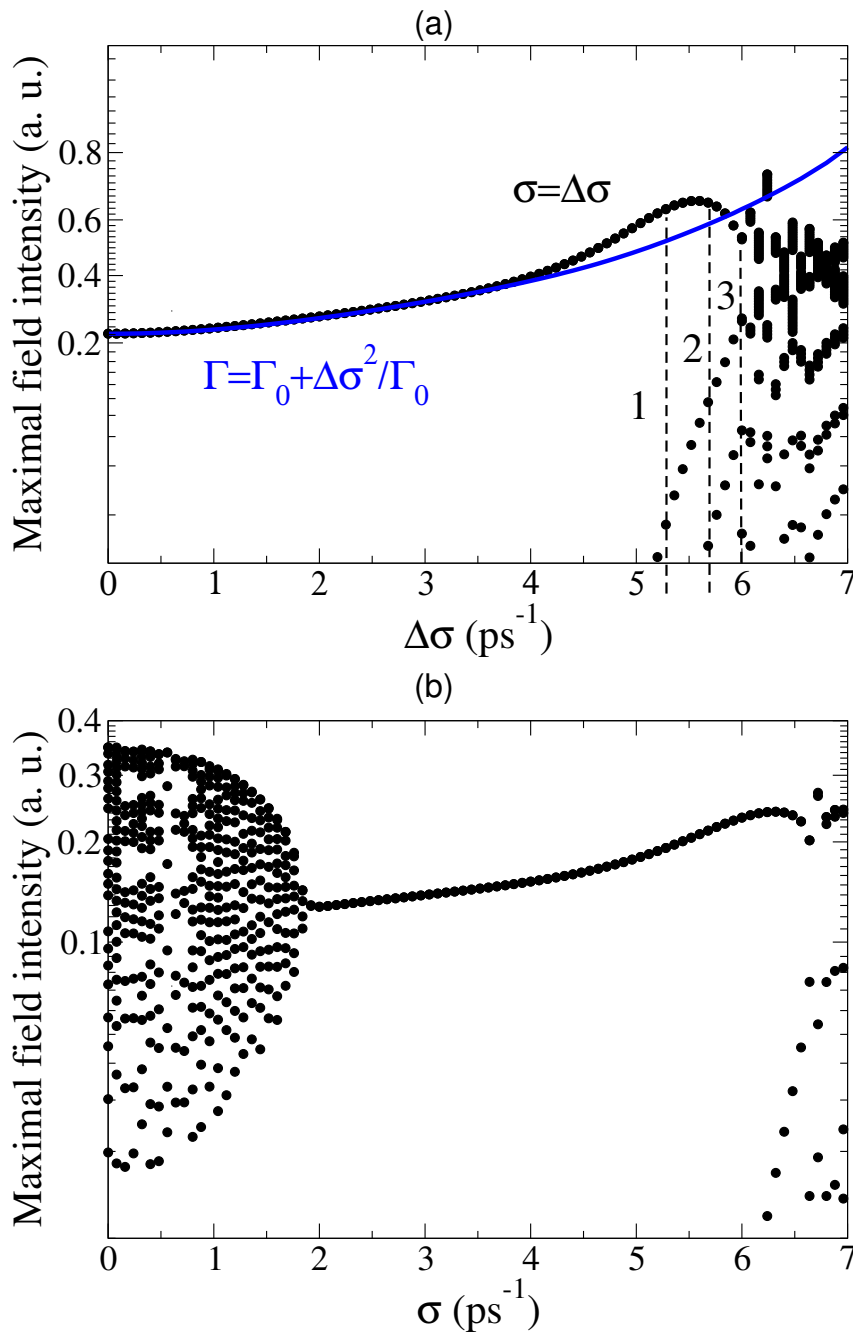 (a)
Maximal field intensity (a. u.)
0.8
0.6
0.4
0.2
σ=Δσ
Γ=Γ₀+Δσ²/Γ₀
1
2
3
0 1 2 3 4 5 6 7
Δσ (ps⁻¹)
(b)
Maximal field intensity (a. u.)
0.4
0.3
0.2
0.1
0 1 2 3 4 5 6 7
σ (ps⁻¹)